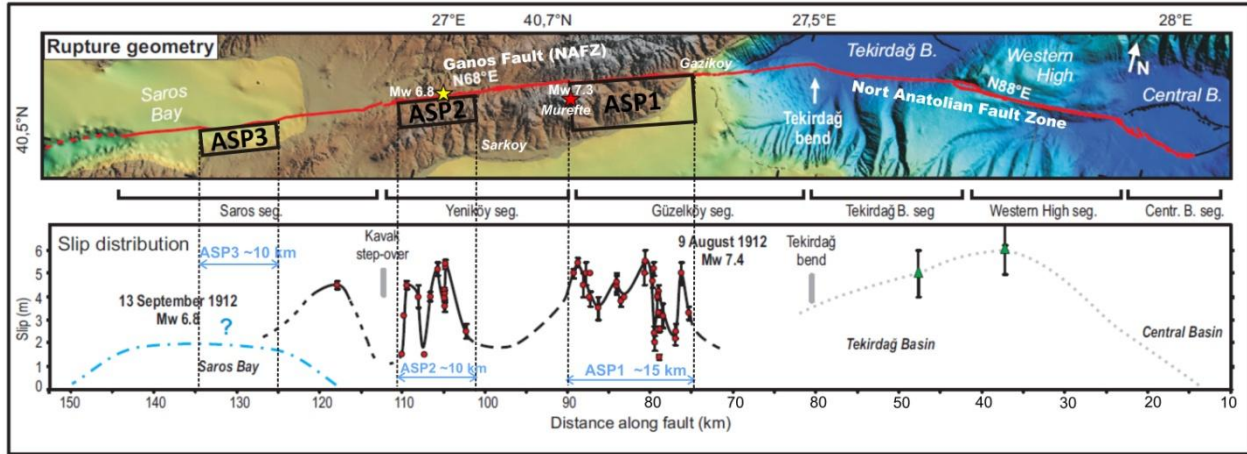 27°E
40,7°N
27,5°E
28°E
40,5°N
Rupture geometry
Ganos Fault (NAFZ)
N68°E
Saros
Bay
ASP3
Mw 6.8
ASP2
Mw 7.3
Murefte
ASP1
Gazikoy
Sarkoy
Tekirdağ B.
Tekirdağ
bend
Western
High
N88°E
Nort Anatolian Fault Zone
N
Central B.
Saros seg.
Yeniköy seg.
Güzelköy seg.
Tekirdağ B. seg
Western High seg.
Centr. B. seg.
Slip distribution
ASP3 ~10 km
Kavak
step-over
13 September 1912
Mw 6.8
?
Saros Bay
ASP2 ~10 km
ASP1 ~15 km
9 August 1912
Mw 7.4
Tekirdağ
bend
Tekirdağ Basin
Central Basin
Slip (m)
6
5
4
3
2
1
0
150 140 130 120 110 100 90 80 70 60 80 50 40 30 20 10
Distance along fault (km)